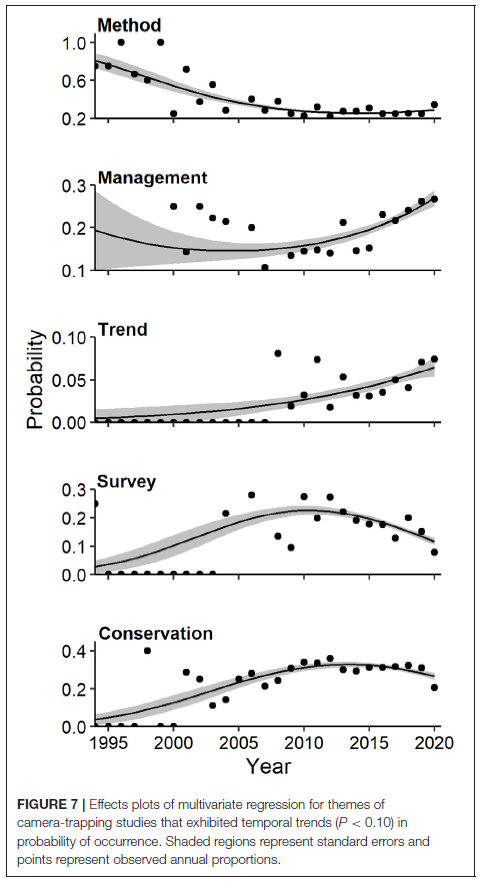 Method
1.0
0.6
0.2
Management
0.3
0.2
0.1
Trend
0.10
0.05
0.00
Probability
Survey
0.3
0.2
0.1
0.0
Conservation
0.4
0.2
0.0
1995 2000 2005 2010 2015 2020
Year
FIGURE 7 | Effects plots of multivariate regression for themes of
camera-trapping studies that exhibited temporal trends (P < 0.10) in
probability of occurrence. Shaded regions represent standard errors and
points represent observed annual proportions.